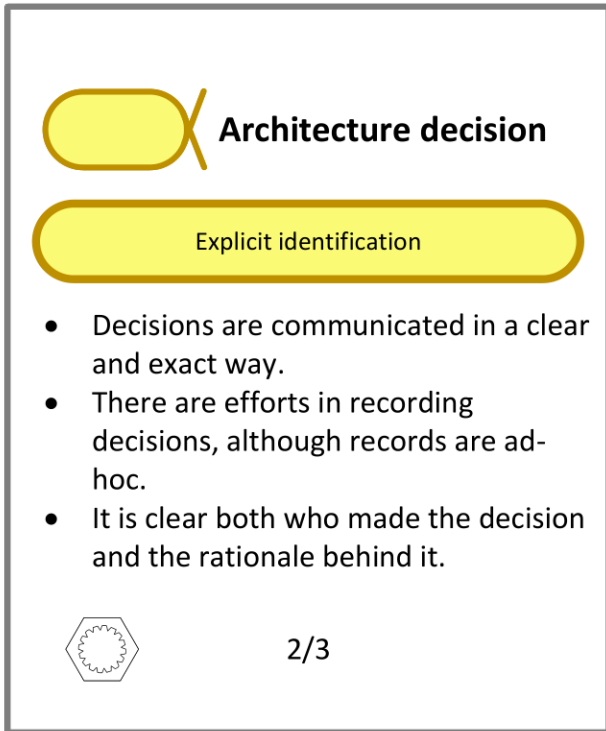 Architecture decision
Explicit identification
• Decisions are communicated in a clear
and exact way.
• There are efforts in recording
decisions, although records are ad-
hoc.
• It is clear both who made the decision
and the rationale behind it.
2/3